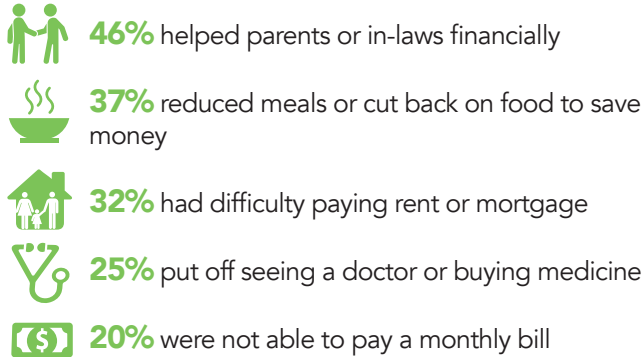 46% helped parents or in-laws financially
37% reduced meals or cut back on food to save
money
32% had difficulty paying rent or mortgage
25% put off seeing a doctor or buying medicine
$
20% were not able to pay a monthly bill